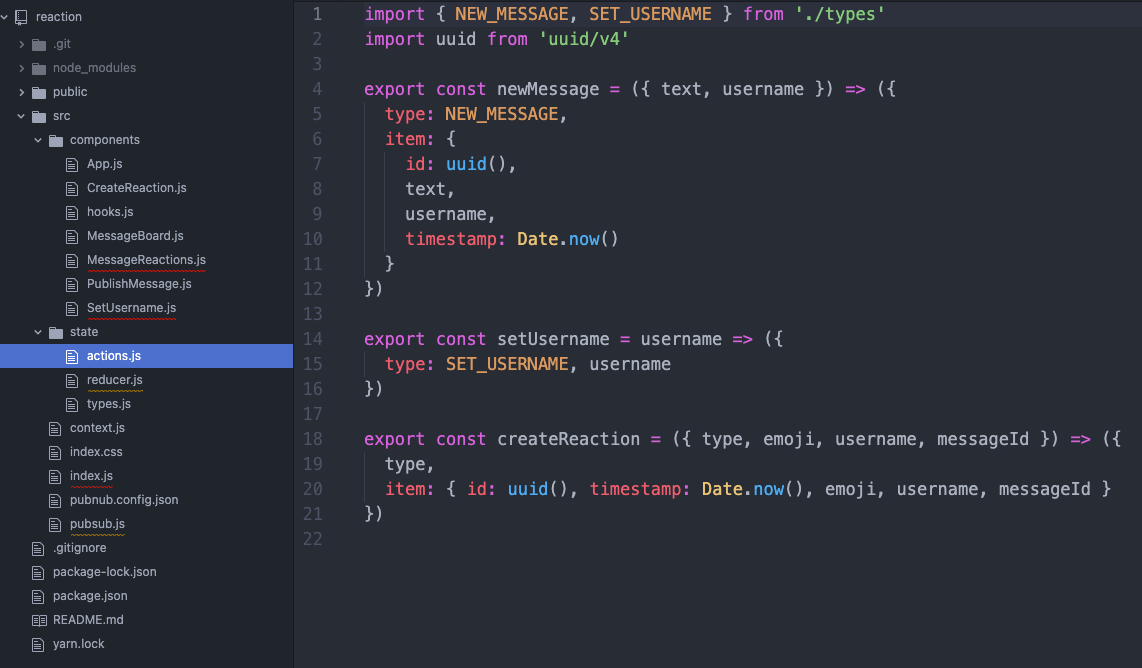 reaction
.git
node_modules
public
src
components
App.js
CreateReaction.js
hooks.js
MessageBoard.js
MessageReactions.js
PublishMessage.js
SetUsername.js
state
actions.js
reducer.js
types.js
context.js
index.css
index.js
pubnub.config.json
pubsub.js
.gitignore
package-lock.json
package.json
README.md
yarn.lock
1 import { NEW_MESSAGE, SET_USERNAME } from './types'
2 import uuid from 'uuid/v4'
3
4 export const newMessage = ({ text, username }) => ({
5 type: NEW_MESSAGE,
6 item: {
7 id: uuid(),
8 text,
9 username,
10 timestamp: Date.now()
11 }
12 })
13
14 export const setUsername = username => ({
15 type: SET_USERNAME, username
16 })
17
18 export const createReaction = ({ type, emoji, username, messageId }) => ({
19 type,
20 item: { id: uuid(), timestamp: Date.now(), emoji, username, messageId }
21 })
22